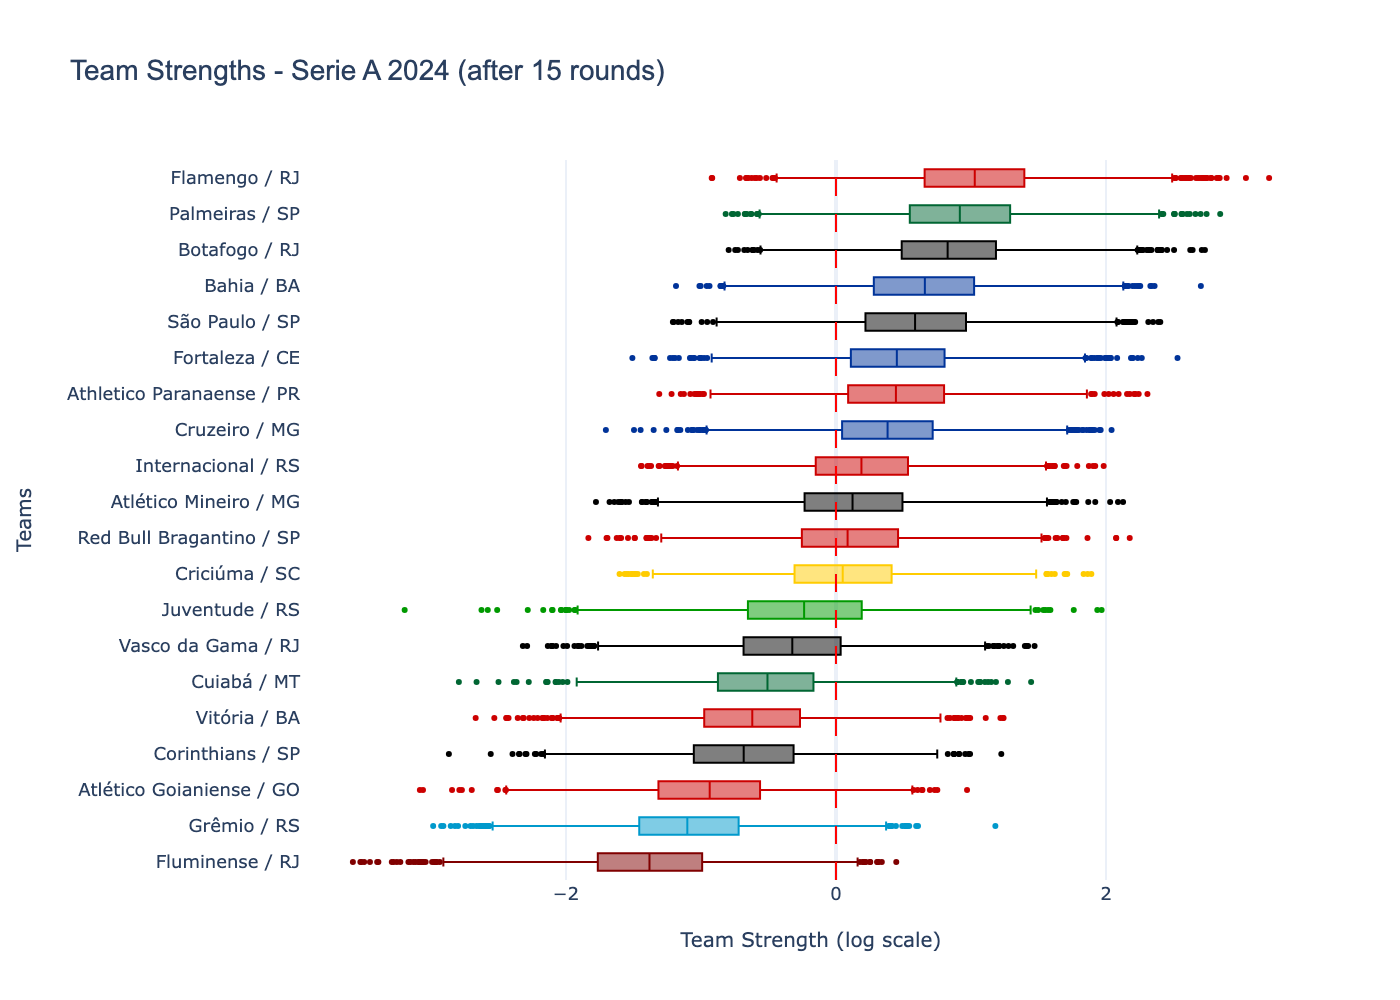 Team Strengths - Serie A 2024 (after 15 rounds)
Flamengo / RJ
Palmeiras / SP
Botafogo / RJ
Bahia / BA
São Paulo / SP
Fortaleza / CE
Athletico Paranaense / PR
Cruzeiro / MG
Internacional / RS
Atlético Mineiro / MG
Red Bull Bragantino / SP
Criciúma / SC
Juventude / RS
Vasco da Gama / RJ
Cuiabá / MT
Vitória / BA
Corinthians / SP
Atlético Goianiense / GO
Grêmio / RS
Fluminense / RJ
Teams
−2 0 2
Team Strength (log scale)